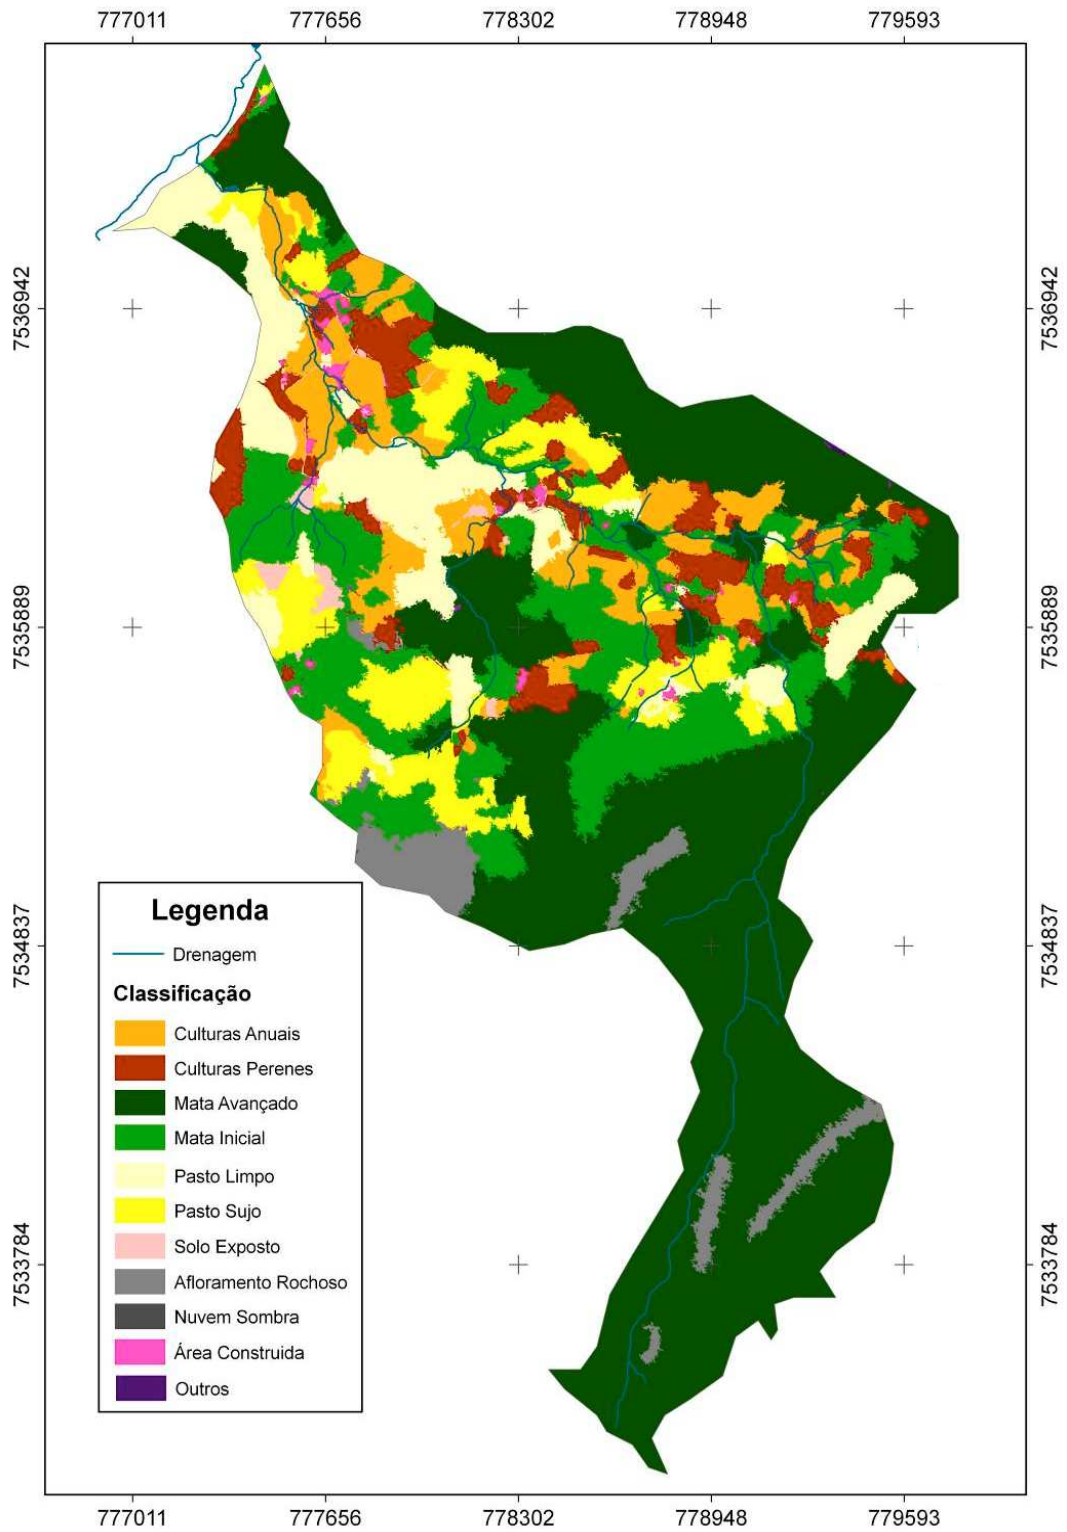 777011 777656 778302 778948 779593
7536942 7536942
7535889 7535889
Legenda
Drenagem
7534837 7534837
Classificação
Culturas Anuais
Culturas Perenes
Mata Avançado
Mata Inicial
Pasto Limpo
Pasto Sujo
Solo Exposto
7533784 7533784
Afloramento Rochoso
Nuvem Sombra
Área Construida
Outros
777011 777656 778302 778948 779593